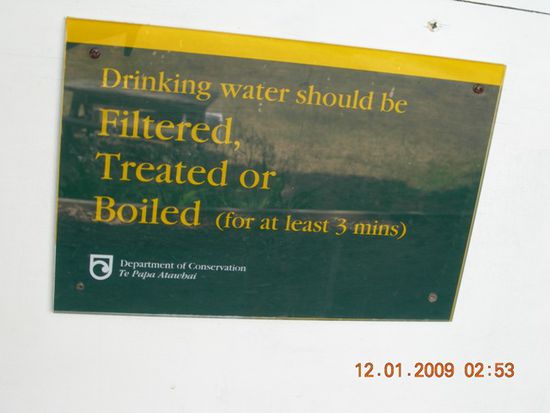 Drinking water should be
Filtered,
Treated or
Boiled (for at least 3 mins)
Department of Conservation
Te Papa Atawhai
12.01.2009 02:53